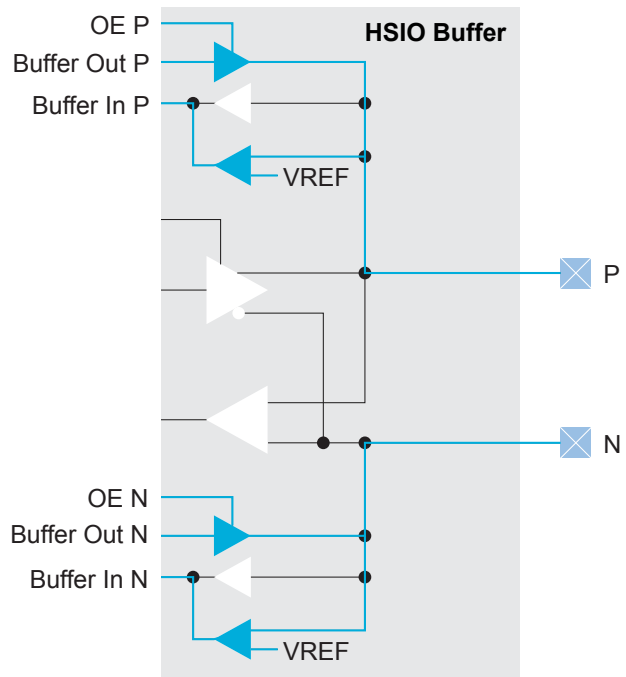 OE P
HSIO Buffer
Buffer Out P
Buffer In P
VREF
P
N
OE N
Buffer Out N
Buffer In N
VREF